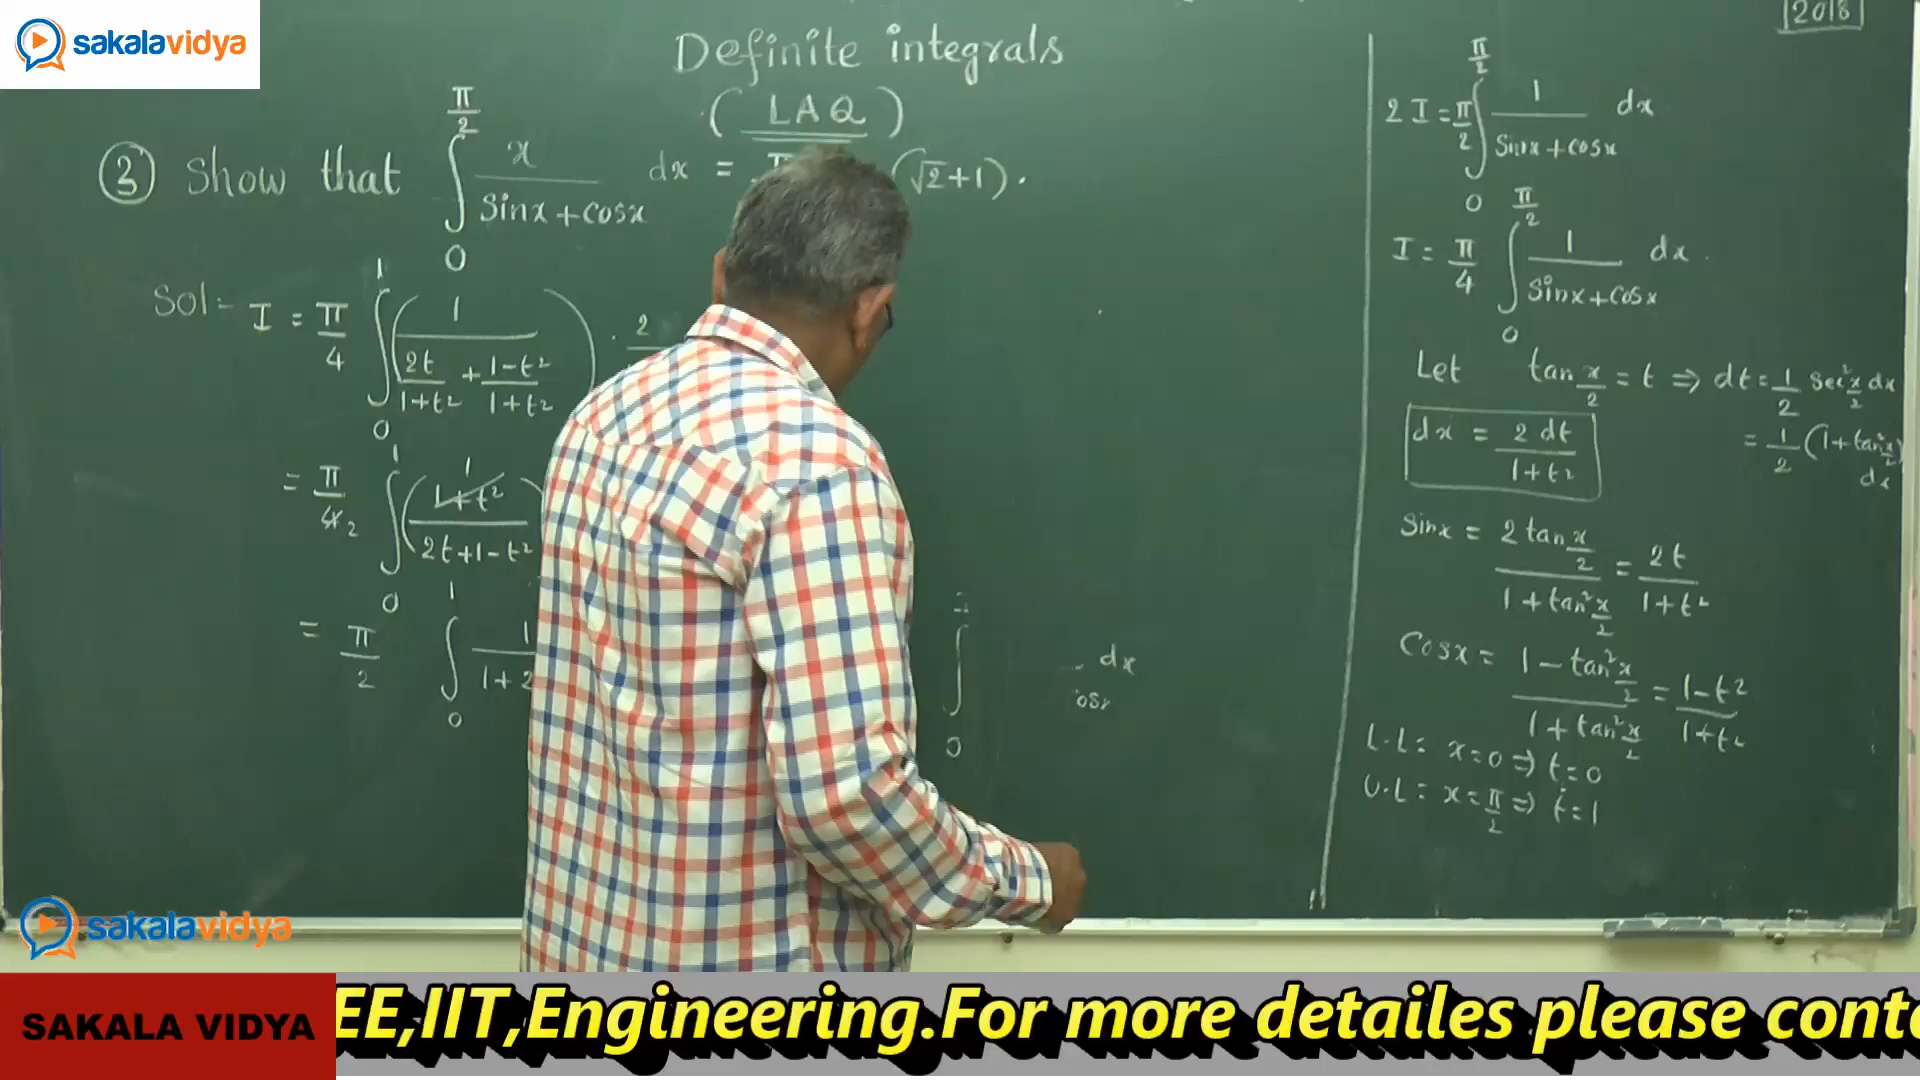 sakalavidya
Definite integrals
(LAQ)
2018
③ Show that ∫₀^(π/2) x/(Sinx+cosx) dx = (√2+1).
Sol:- I = π/4 ∫₀¹ (1/(2t/(1+t²) + (1-t²)/(1+t²))) · 2
= π/4 2 ∫₀¹ (1 1+t²/(2t+1-t²)
= π/2 ∫₀¹ 1/(1+2
∫₀ dx
osx
2I = π/2 ∫₀^(π/2) 1/(Sinx+cosx) dx
I = π/4 ∫₀^(π/2) 1/(Sinx+cosx) dx
Let tan x/2 = t ⇒ dt = 1/2 sec² x/2 dx
dx = 2dt/(1+t²)
= 1/2 (1+tan² x/2) dx
Sinx = 2tan x/2 / (1+tan² x/2) = 2t/(1+t²)
Cosx = (1-tan² x/2)/(1+tan² x/2) = (1-t²)/(1+t²)
L.L: x=0 ⇒ t=0
U.L: x=π/2 ⇒ t=1
sakalavidya
SAKALA VIDYA
EE,IIT,Engineering.For more detailes please conta